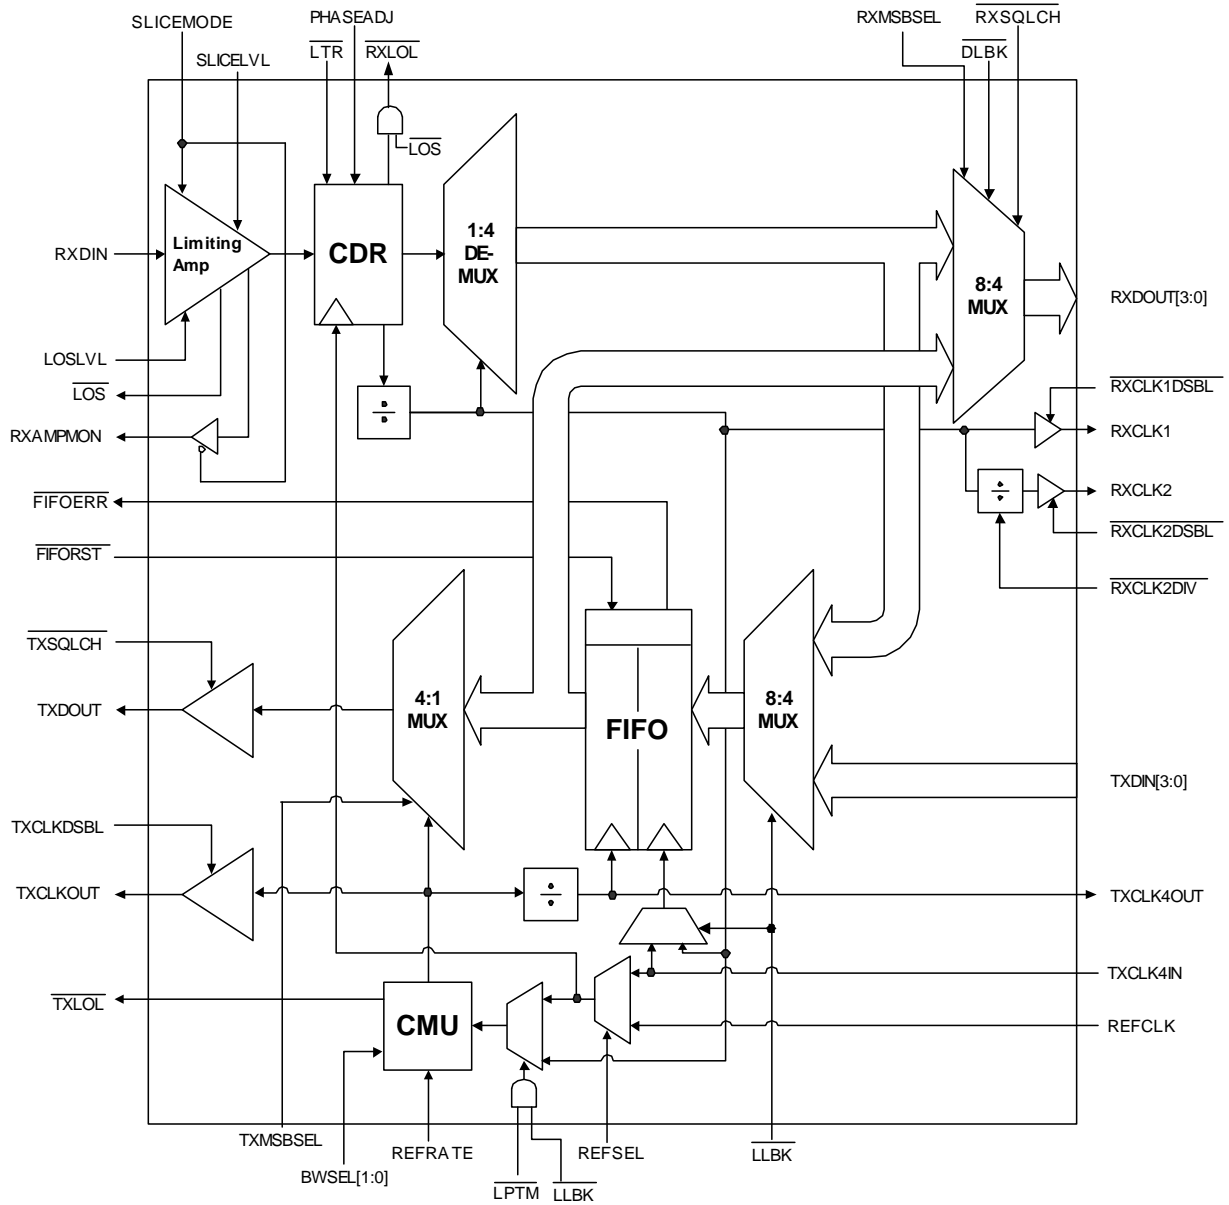 SLICEMODE
PHASEADJ
RXMSBSEL
RXSQLCH
LTR
RXLOL
DLBK
SLICELVL
LOS
1:4
DE-
MUX
Limiting
Amp
RXDIN
CDR
8:4
MUX
RXDOUT[3:0]
LOSLVL
LOS
÷
RXCLK1DSBL
RXAMPMON
RXCLK1
÷
RXCLK2
FIFOERR
RXCLK2DSBL
FIFORST
RXCLK2DIV
TXSQLCH
4:1
MUX
8:4
MUX
TXDOUT
FIFO
TXDIN[3:0]
TXCLKDSBL
TXCLKOUT
÷
TXCLK4OUT
TXCLK4IN
TXLOL
CMU
REFCLK
TXMSBSEL
REFRATE
REFSEL
LLBK
BWSEL[1:0]
LPTM
LLBK